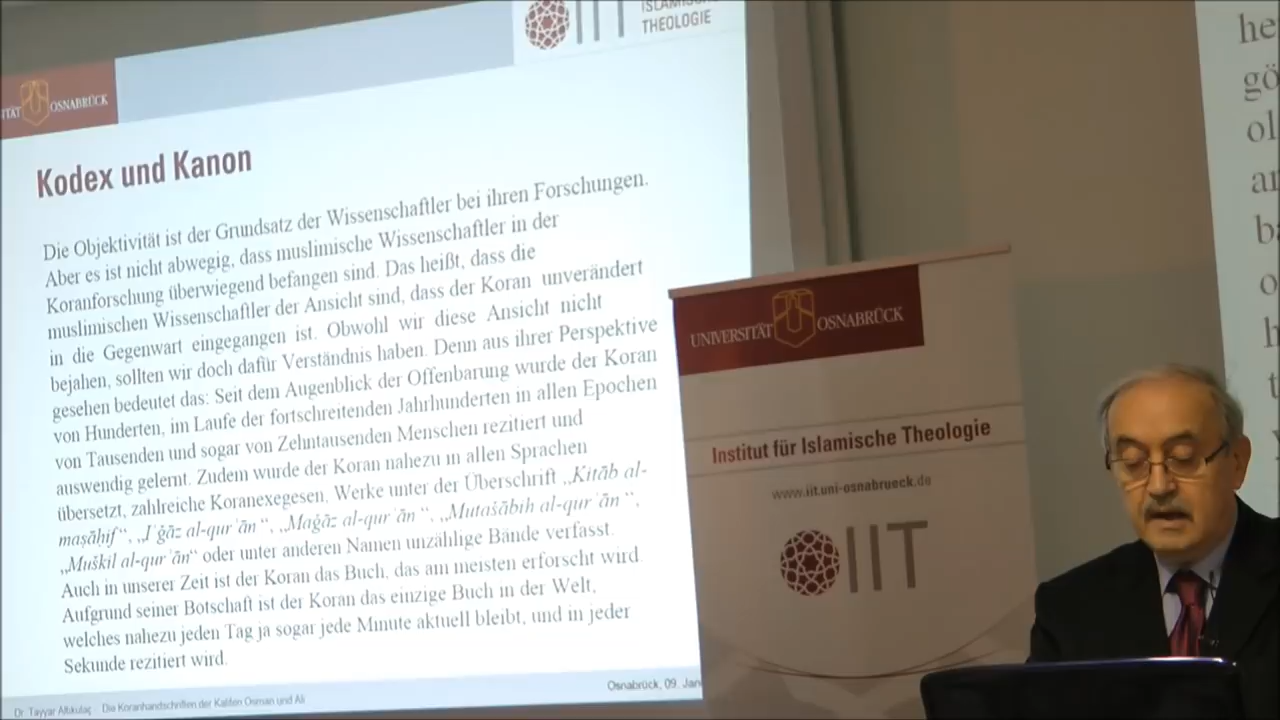 ISLAMISCHE
THEOLOGIE
IIT
OSNABRÜCK
Kodex und Kanon
Die Objektivität ist der Grundsatz der Wissenschaftler bei ihren Forschungen.
Aber es ist nicht abwegig, dass muslimische Wissenschaftler in der
Koranforschung überwiegend befangen sind. Das heißt, dass die
muslimischen Wissenschaftler der Ansicht sind, dass der Koran unverändert
in die Gegenwart eingegangen ist. Obwohl wir diese Ansicht nicht
bejahen, sollten wir doch dafür Verständnis haben. Denn aus ihrer Perspektive
gesehen bedeutet das: Seit dem Augenblick der Offenbarung wurde der Koran
von Hunderten, im Laufe der fortschreitenden Jahrhunderten in allen Epochen
von Tausenden und sogar von Zehntausenden Menschen rezitiert und
auswendig gelernt. Zudem wurde der Koran nahezu in allen Sprachen
übersetzt, zahlreiche Koranexegesen. Werke unter der Überschrift „Kitāb al-
maṣāḥif“, „Iʿğāz al-qurʾān“, „Mağāz al-qurʾān“, „Mutašābih al-qurʾān“,
„Muškil al-qurʾān“ oder unter anderen Namen unzählige Bände verfasst.
Auch in unserer Zeit ist der Koran das Buch, das am meisten erforscht wird.
Aufgrund seiner Botschaft ist der Koran das einzige Buch in der Welt,
welches nahezu jeden Tag ja sogar jede Minute aktuell bleibt, und in jeder
Sekunde rezitiert wird.
Dr. Tayyar Altıkulaç Die Koranhandschriften der Kalifen Osman und Ali
Osnabrück, 09. Jan
UNIVERSITÄT OSNABRÜCK
Institut für Islamische Theologie
www.iit.uni-osnabrueck.de
IIT